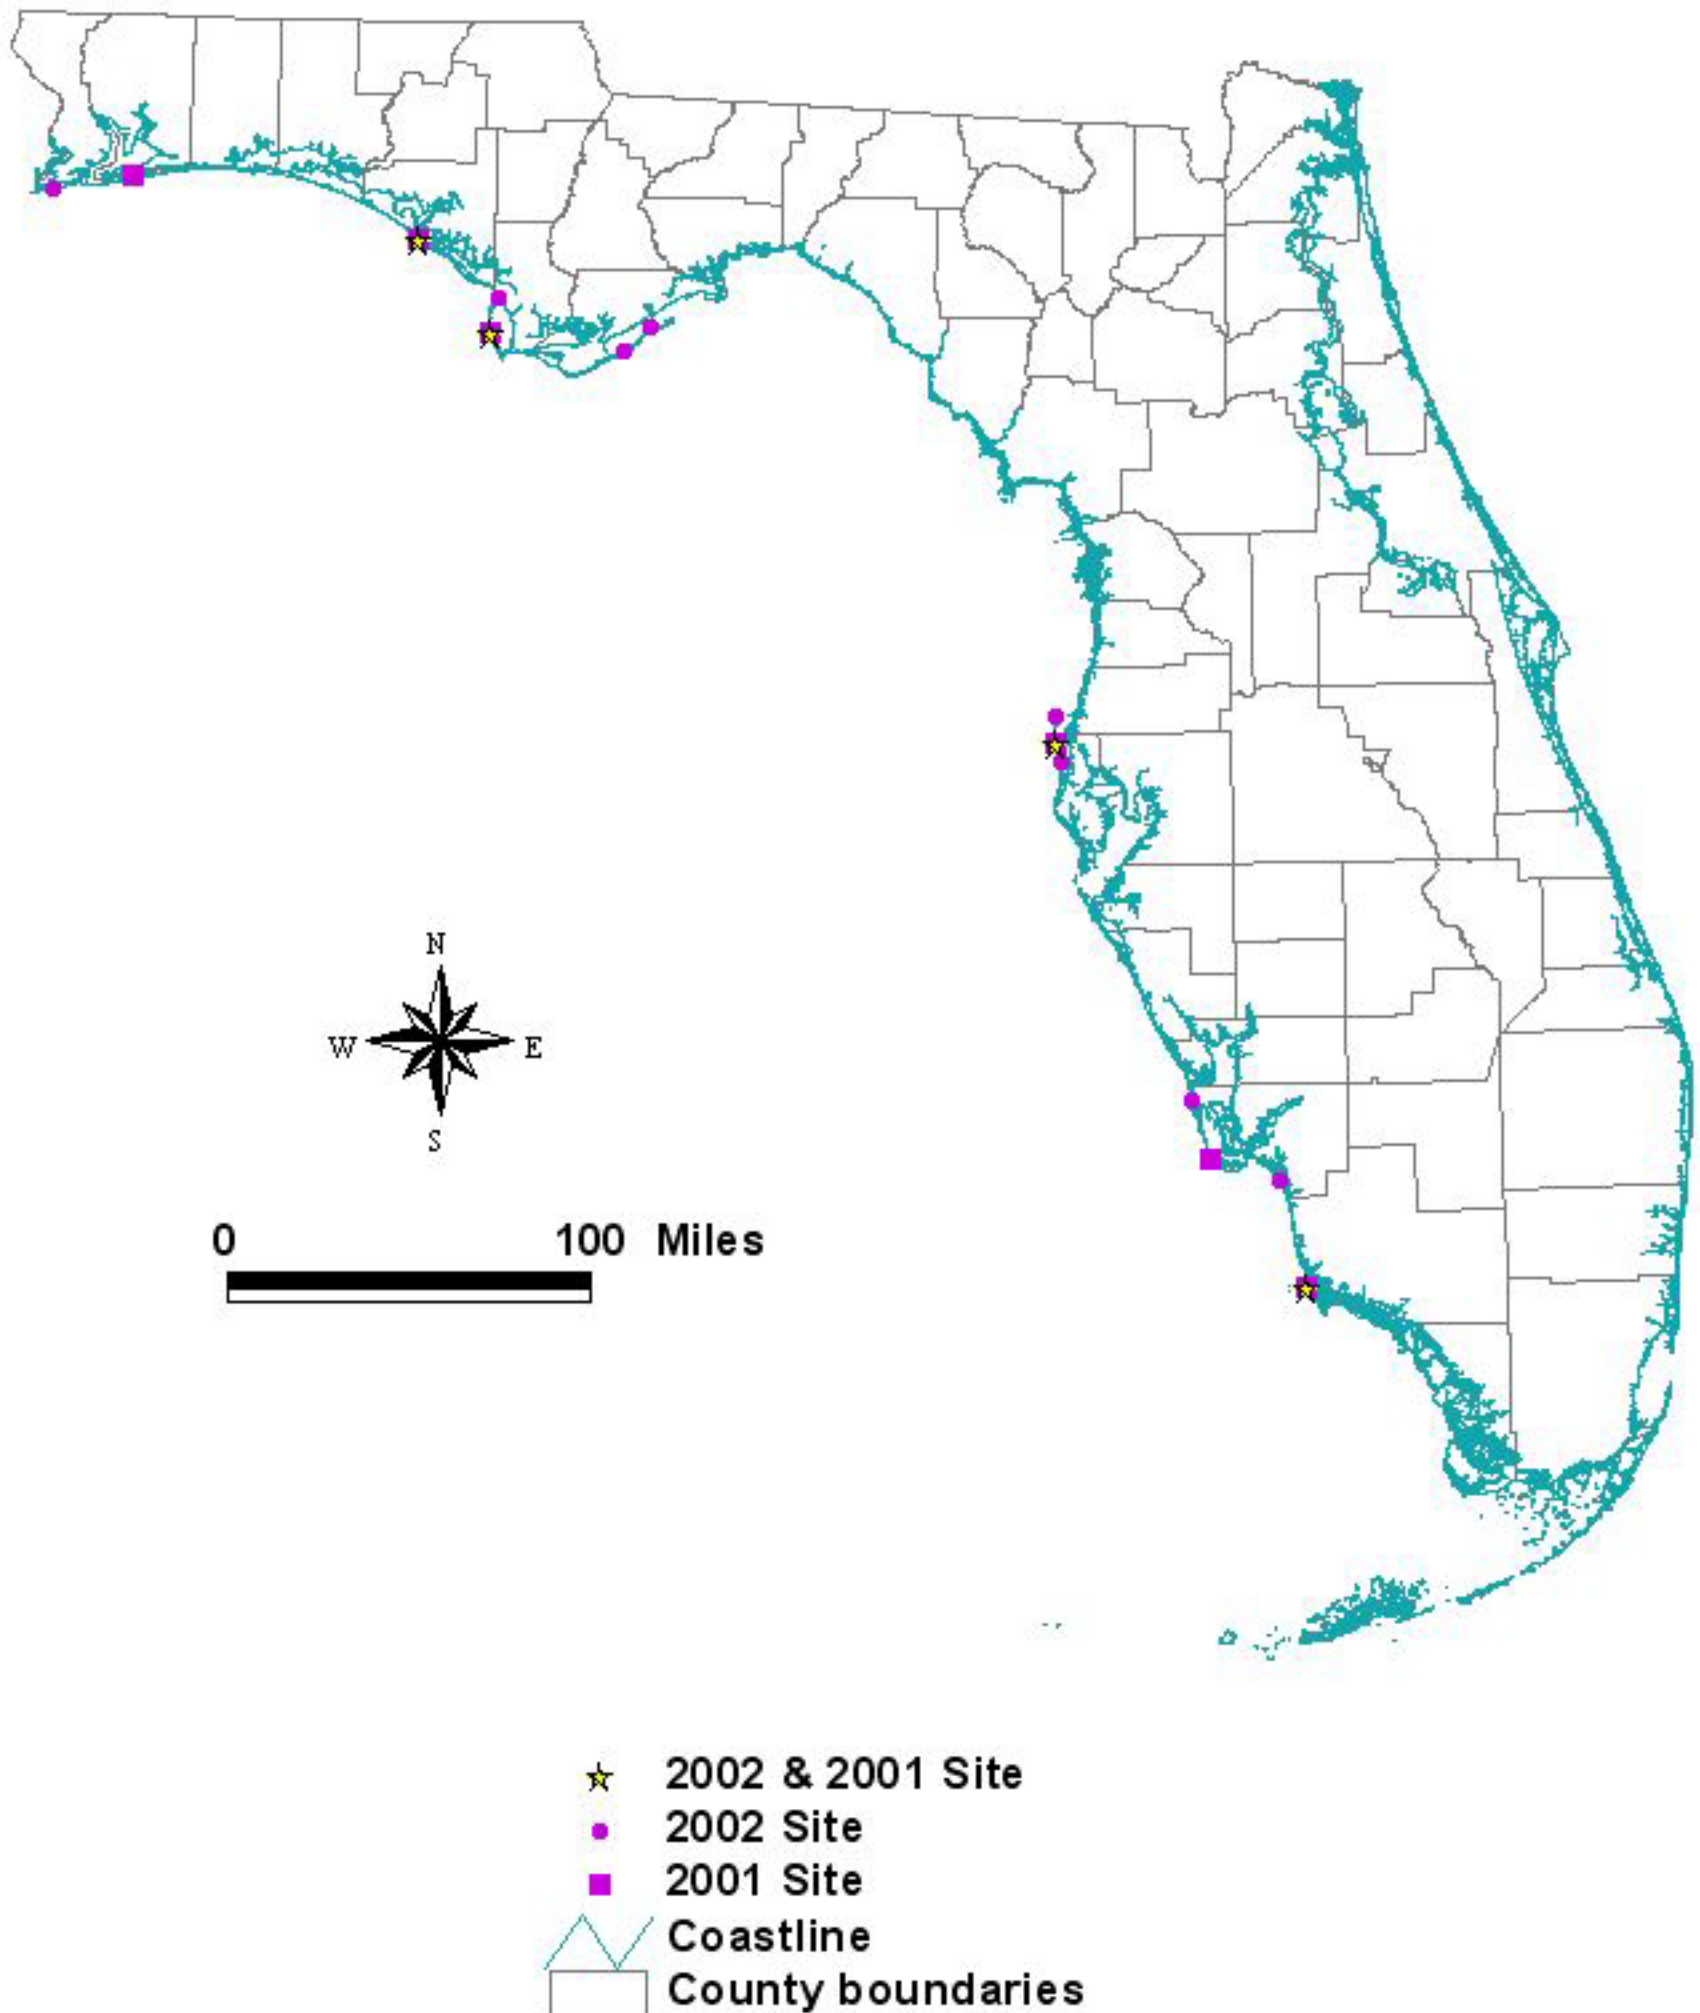 N
W E
S
0 100 Miles
2002 & 2001 Site
2002 Site
2001 Site
Coastline
County boundaries